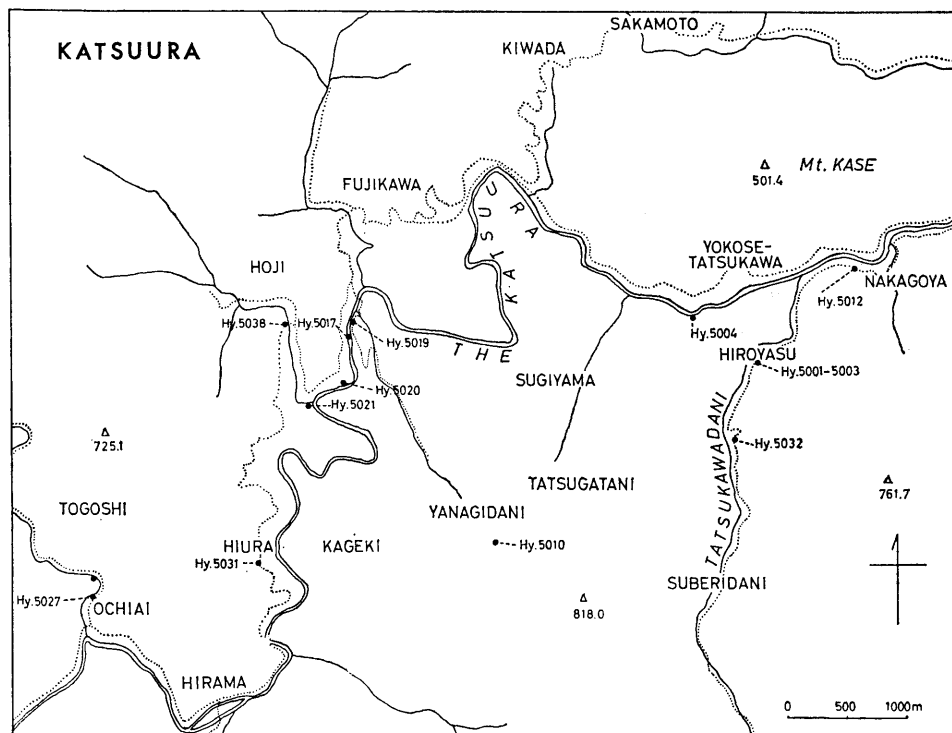 KATSUURA
SAKAMOTO
KIWADA
501.4
Mt. KASE
FUJIKAWA
THE KATSUURA
YOKOSE-
TATSUKAWA
HOJI
NAKAGOYA
Hy.5012
Hy.5038
Hy.5017
Hy.5019
Hy.5004
HIROYASU
Hy.5001-5003
SUGIYAMA
Hy.5020
Hy.5021
725.1
Hy.5032
TATSUKAWADANI
TATSUGATANI
761.7
TOGOSHI
YANAGIDANI
HIURA
KAGEKI
Hy.5010
Hy.5031
SUBERIDANI
Hy.5027
OCHIAI
818.0
HIRAMA
0 500 1000m